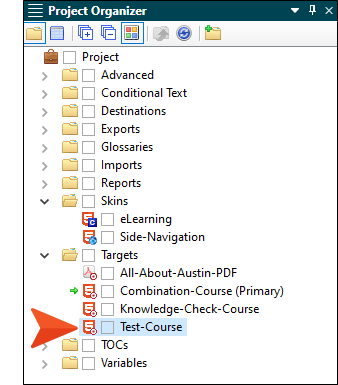 Project Organizer
Project
Advanced
Conditional Text
Destinations
Exports
Glossaries
Imports
Reports
Skins
eLearning
Side-Navigation
Targets
All-About-Austin-PDF
Combination-Course (Primary)
Knowledge-Check-Course
Test-Course
TOCs
Variables